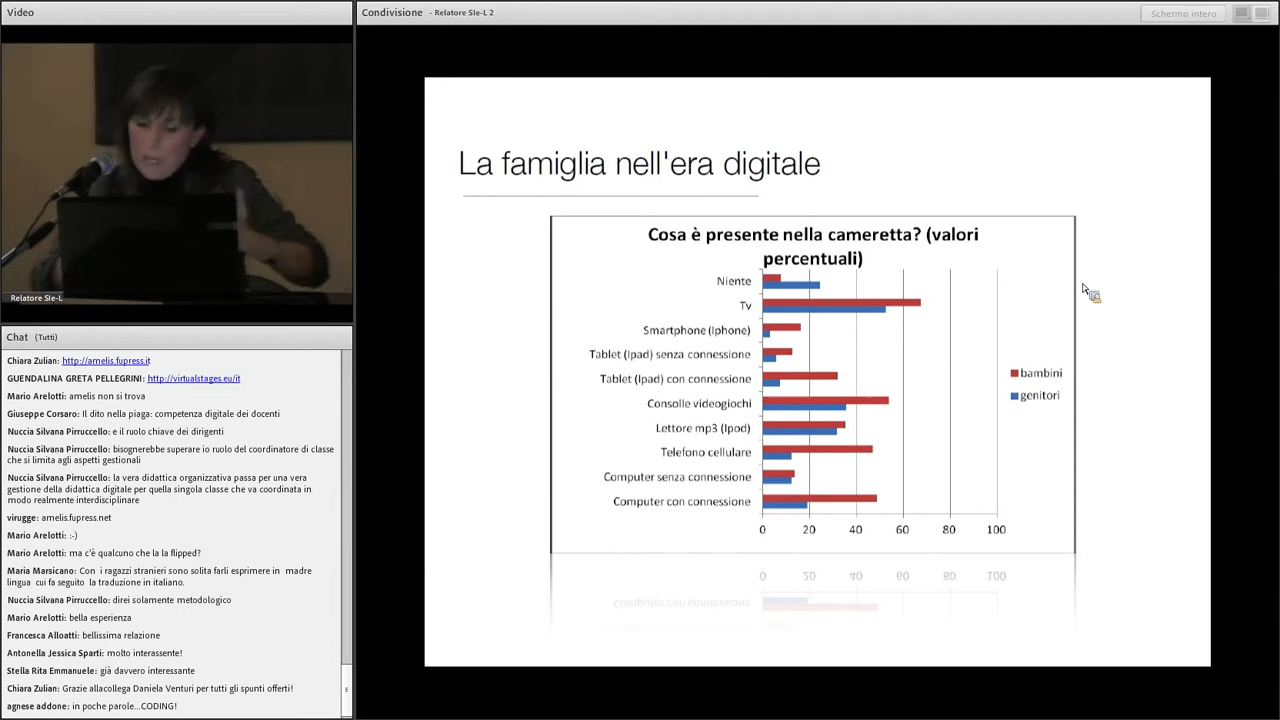 Video
Relatore SIe-L
Chat (Tutti)
Chiara Zulian: http://amelis.fupress.it
GUENDALINA GRETA PELLEGRINI: http://virtualstages.eu/it
Mario Arelotti: amelis non si trova
Giuseppe Corsaro: Il dito nella piaga: competenza digitale dei docenti
Nuccia Silvana Pirruccello: e il ruolo chiave dei dirigenti
Nuccia Silvana Pirruccello: bisognerebbe superare io ruolo del coordinatore di classe
che si limita agli aspetti gestionali
Nuccia Silvana Pirruccello: la vera didattica organizzativa passa per una vera
gestione della didattica digitale per quella singola classe che va coordinata in
modo realmente interdisciplinare
virugge: amelis.fupress.net
Mario Arelotti: :-)
Mario Arelotti: ma c'è qualcuno che la la flipped?
Maria Marsicano: Con i ragazzi stranieri sono solita farli esprimere in madre
lingua cui fa seguito la traduzione in italiano.
Nuccia Silvana Pirruccello: direi solamente metodologico
Mario Arelotti: bella esperienza
Francesca Alloatti: bellissima relazione
Antonella Jessica Sparti: molto interassente!
Stella Rita Emmanuele: già davvero interessante
Chiara Zulian: Grazie allacollega Daniela Venturi per tutti gli spunti offerti!
agnese addone: in poche parole...CODING!
Condivisione - Relatore SIe-L 2
Schermo intero
La famiglia nell'era digitale
Cosa è presente nella cameretta? (valori
percentuali)
Niente
Tv
Smartphone (Iphone)
Tablet (Ipad) senza connessione
Tablet (Ipad) con connessione
Consolle videogiochi
Lettore mp3 (Ipod)
Telefono cellulare
Computer senza connessione
Computer con connessione
0 20 40 60 80 100
bambini
genitori